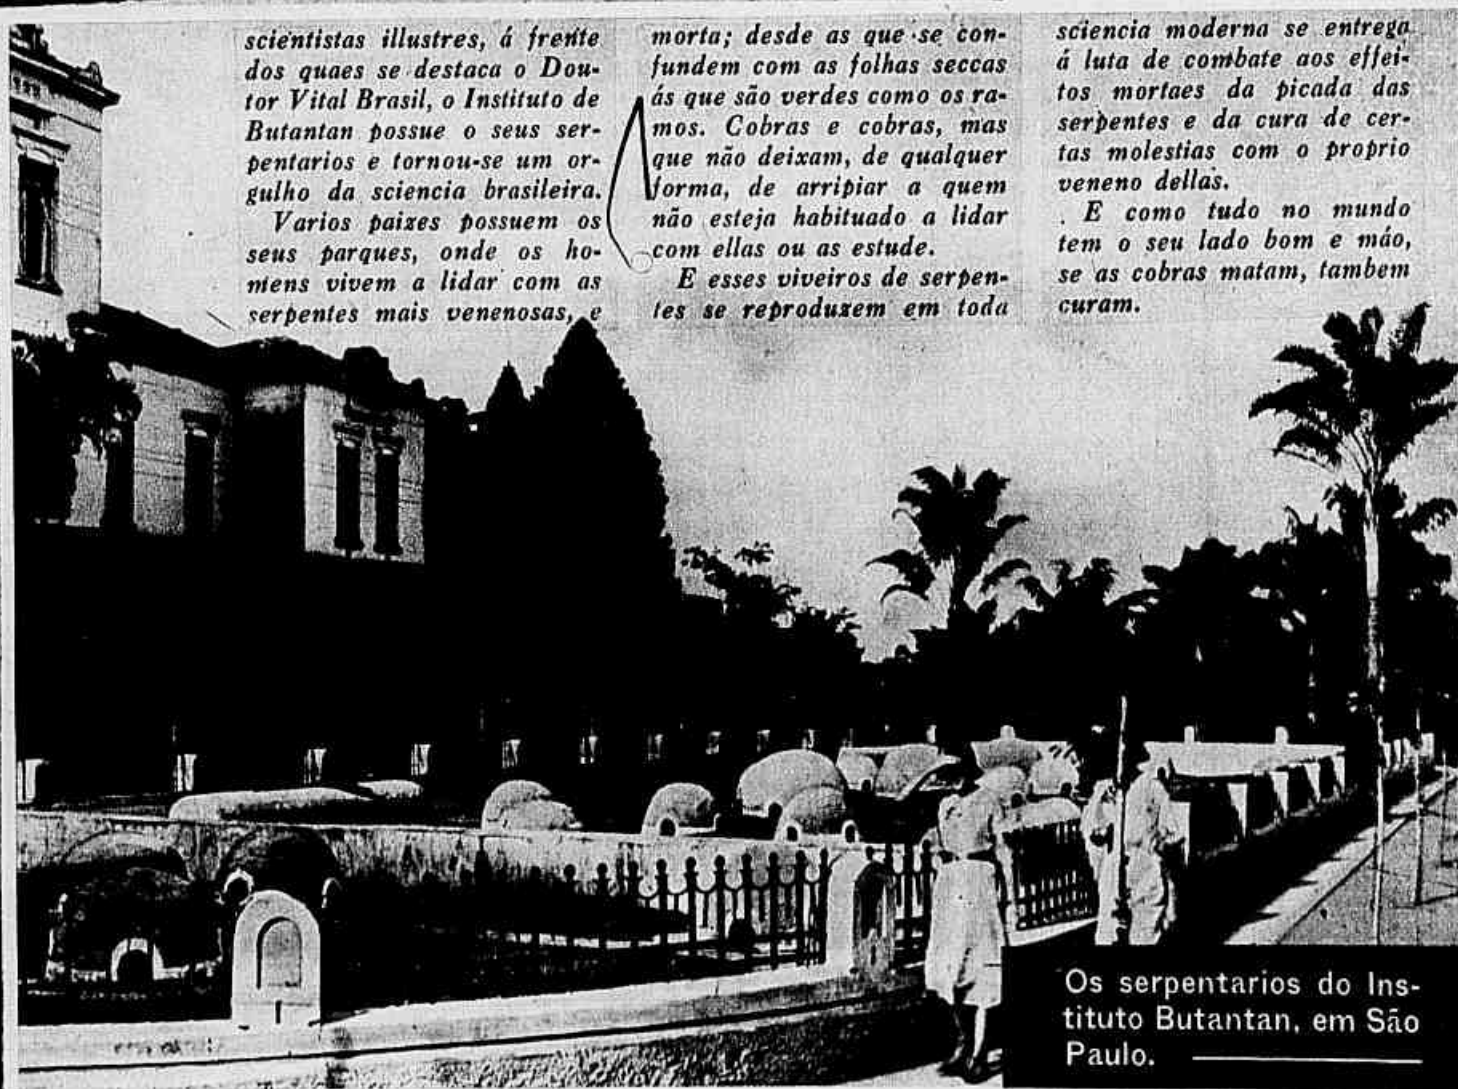 scientistas illustres, á frente
dos quaes se destaca o Dou-
tor Vital Brasil, o Instituto de
Butantan possue o seus ser-
pentarios e tornou-se um or-
gulho da sciencia brasileira.
Varios paizes possuem os
seus parques, onde os ho-
mens vivem a lidar com as
serpentes mais venenosas, e
morta; desde as que se con-
fundem com as folhas seccas
ás que são verdes como os ra-
mos. Cobras e cobras, mas
que não deixam, de qualquer
forma, de arripiar a quem
não esteja habituado a lidar
com ellas ou as estude.
E esses viveiros de serpen-
tes se reproduzem em toda
sciencia moderna se entrega
á luta de combate aos effei-
tos mortaes da picada das
serpentes e da cura de cer-
tas molestias com o proprio
veneno dellas.
E como tudo no mundo
tem o seu lado bom e máo,
se as cobras matam, tambem
curam.
Os serpentarios do Ins-
tituto Butantan, em São
Paulo.